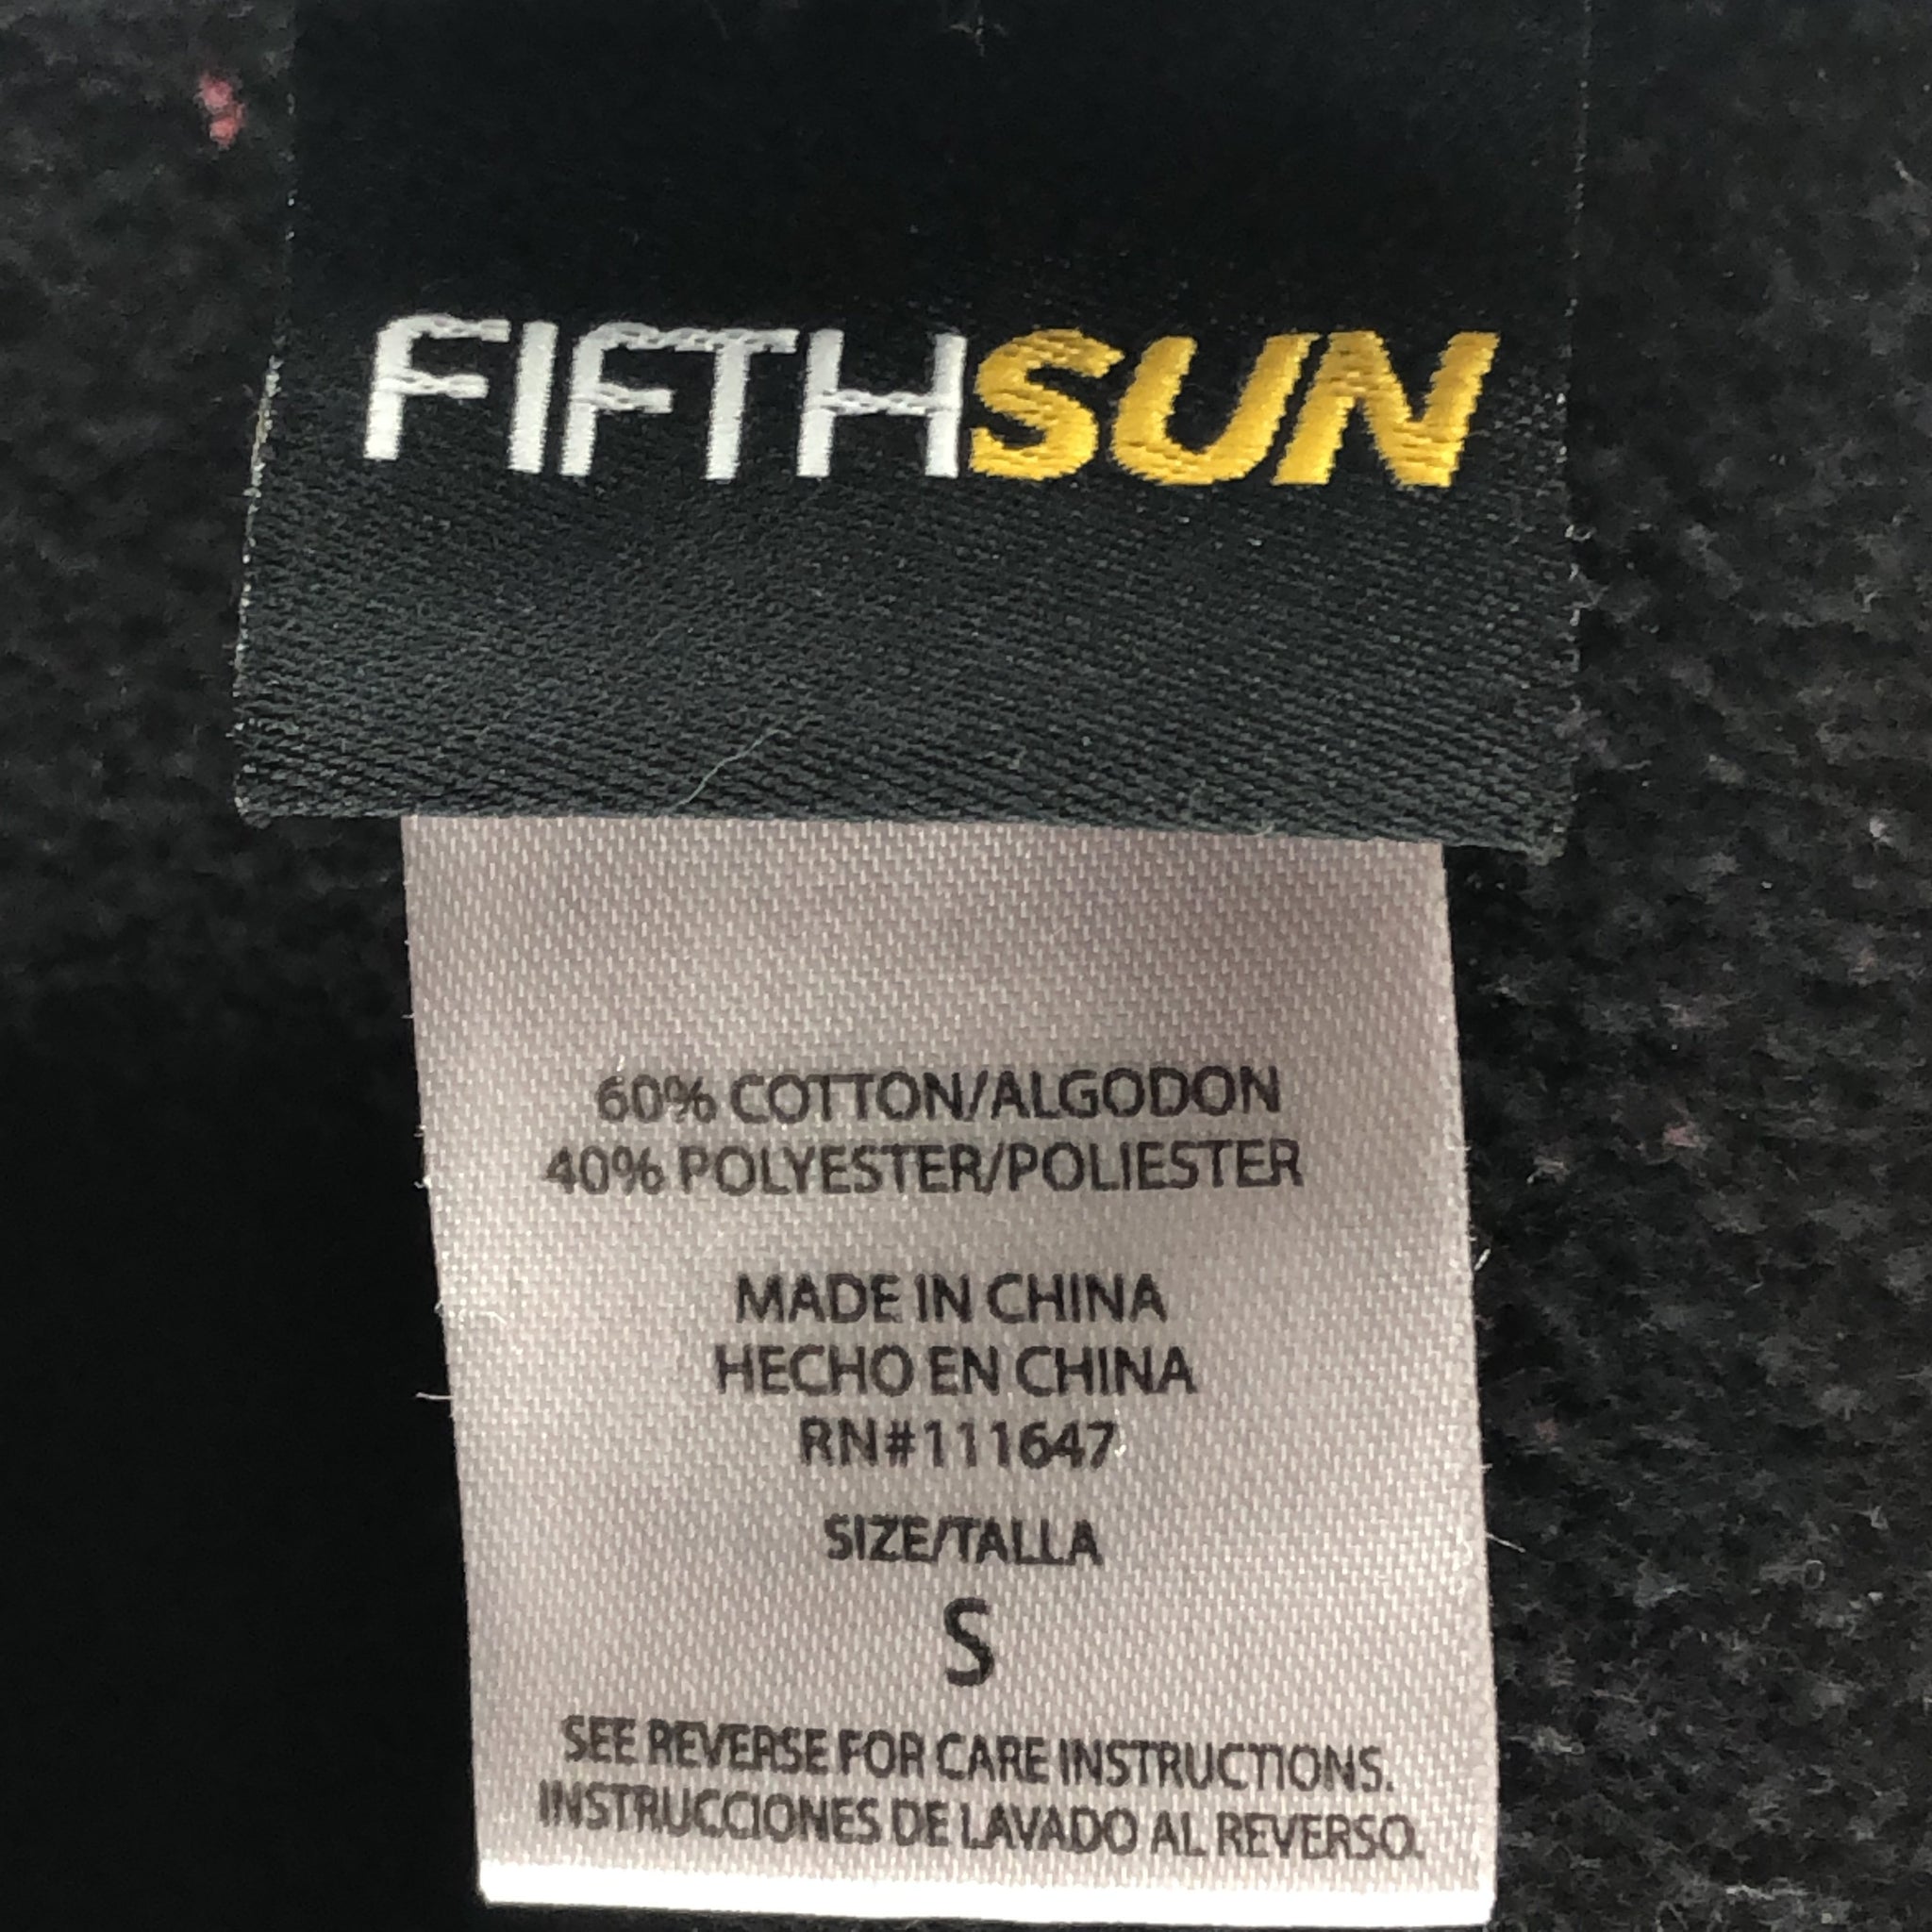 FIFTHSUN
60% COTTON/ALGODON
40% POLYESTER/POLIESTER
MADE IN CHINA
HECHO EN CHINA
RN#111647
SIZE/TALLA
S
SEE REVERSE FOR CARE INSTRUCTIONS.
INSTRUCCIONES DE LAVADO AL REVERSO.